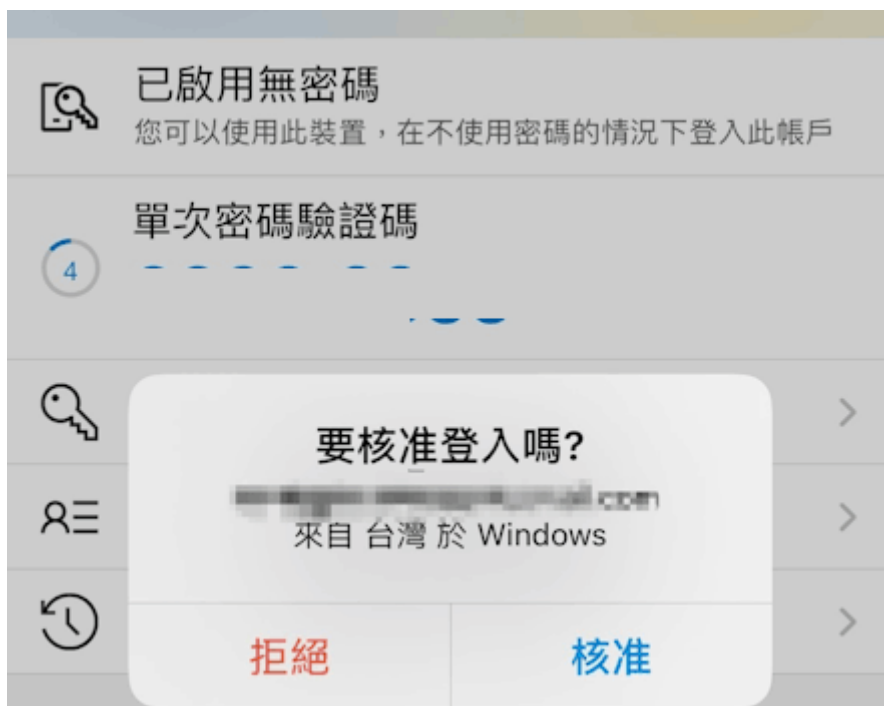 已啟用無密碼
您可以使用此裝置，在不使用密碼的情況下登入此帳戶
單次密碼驗證碼
4
要核准登入嗎?
.com
來自 台灣 於 Windows
拒絕
核准